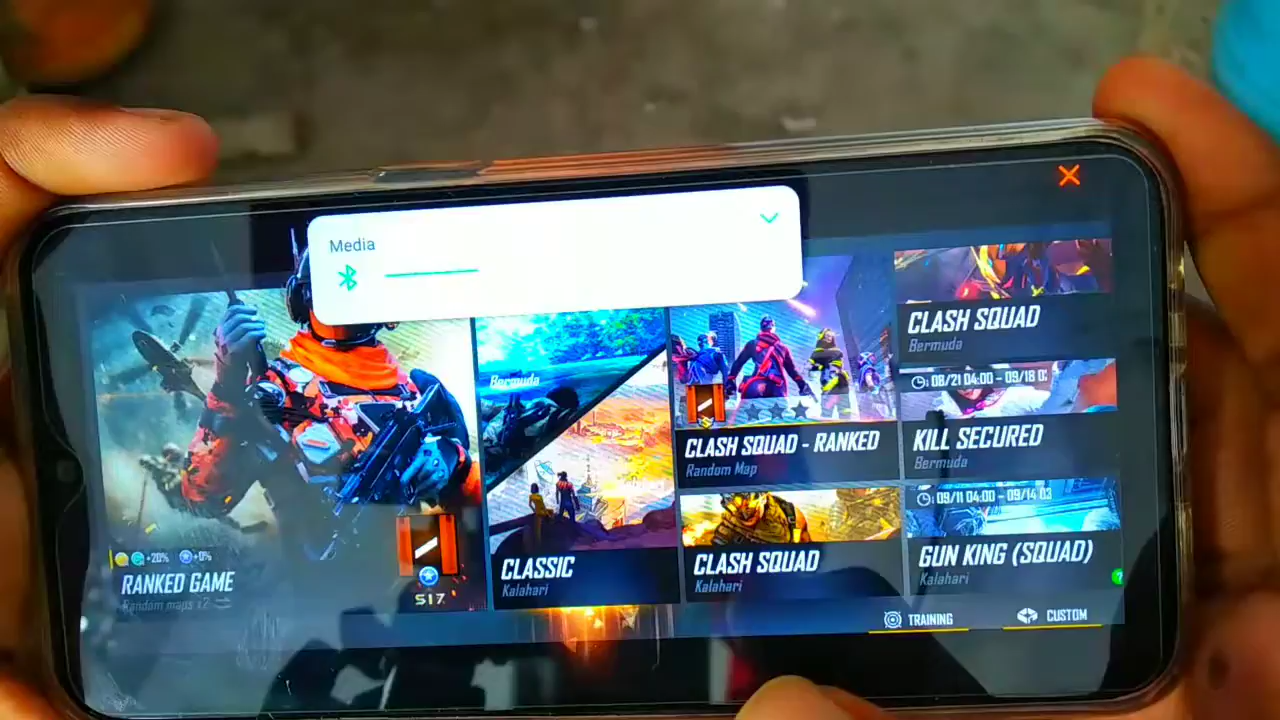 Media
Bermuda
+20% +0%
RANKED GAME
Random maps x2
S17
CLASSIC
Kalahari
CLASH SQUAD - RANKED
Random Map
CLASH SQUAD
Kalahari
CLASH SQUAD
Bermuda
08/21 04:00 - 09/18
KILL SECURED
Bermuda
09/11 04:00 - 09/14 03
GUN KING (SQUAD)
Kalahari
TRAINING
CUSTOM